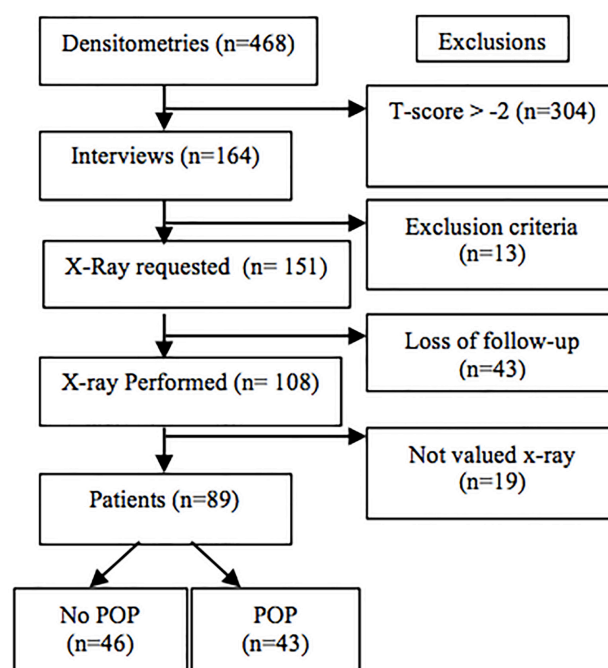 Densitometries (n=468)
Exclusions
T-score > -2 (n=304)
Interviews (n=164)
Exclusion criteria
(n=13)
X-Ray requested (n= 151)
Loss of follow-up
(n=43)
X-ray Performed (n= 108)
Not valued x-ray
(n=19)
Patients (n=89)
No POP
(n=46)
POP
(n=43)